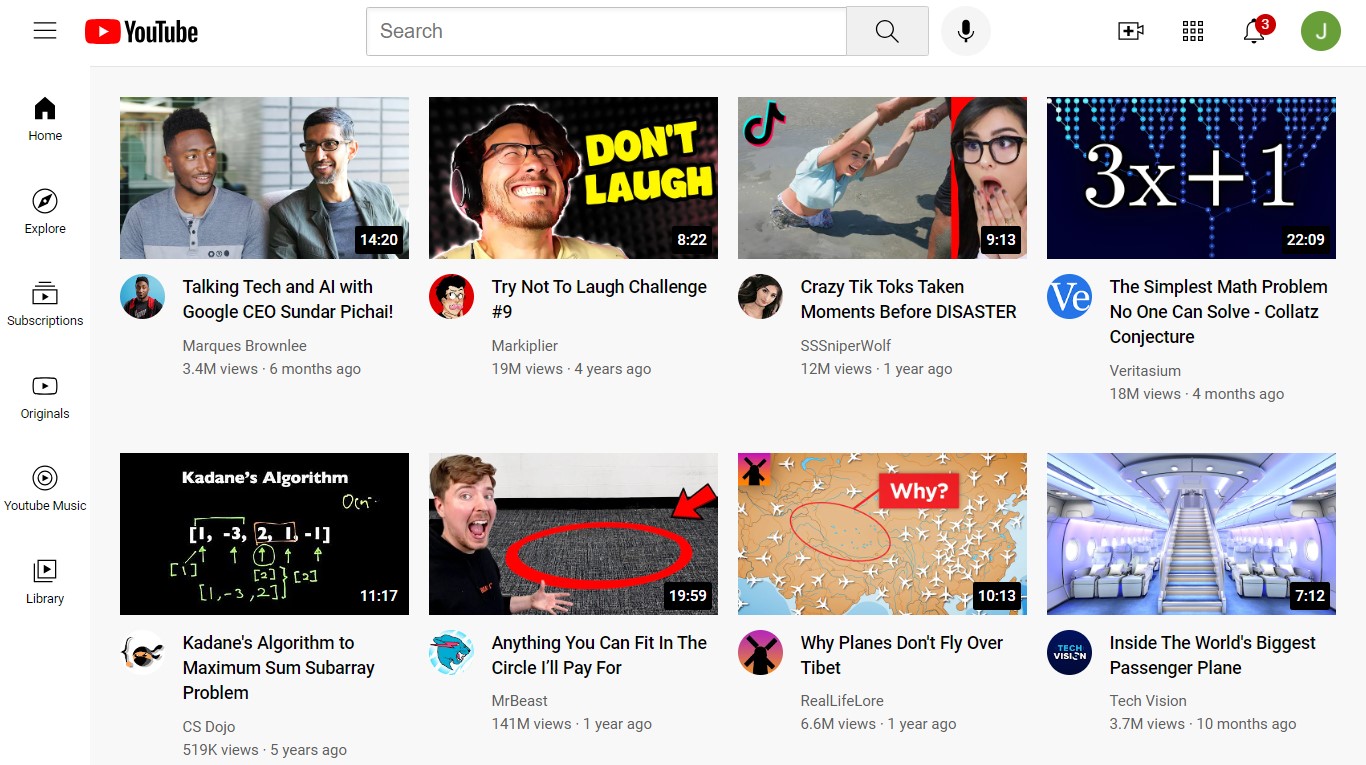 YouTube
Search
3
J
Home
Explore
Subscriptions
Originals
Youtube Music
Library
14:20
Talking Tech and AI with
Google CEO Sundar Pichai!
Marques Brownlee
3.4M views · 6 months ago
DON'T
LAUGH
8:22
Try Not To Laugh Challenge
#9
Markiplier
19M views · 4 years ago
9:13
Crazy Tik Toks Taken
Moments Before DISASTER
SSSniperWolf
12M views · 1 year ago
3x+1
22:09
Ve
The Simplest Math Problem
No One Can Solve - Collatz
Conjecture
Veritasium
18M views · 4 months ago
Kadane's Algorithm
[1, -3, 2, 1, -1]
[1]
[2]
[2]
[1, -3, 2]
11:17
Kadane's Algorithm to
Maximum Sum Subarray
Problem
CS Dojo
519K views · 5 years ago
19:59
Anything You Can Fit In The
Circle I’ll Pay For
MrBeast
141M views · 1 year ago
Why?
10:13
Why Planes Don't Fly Over
Tibet
RealLifeLore
6.6M views · 1 year ago
7:12
TECH
VISION
Inside The World's Biggest
Passenger Plane
Tech Vision
3.7M views · 10 months ago